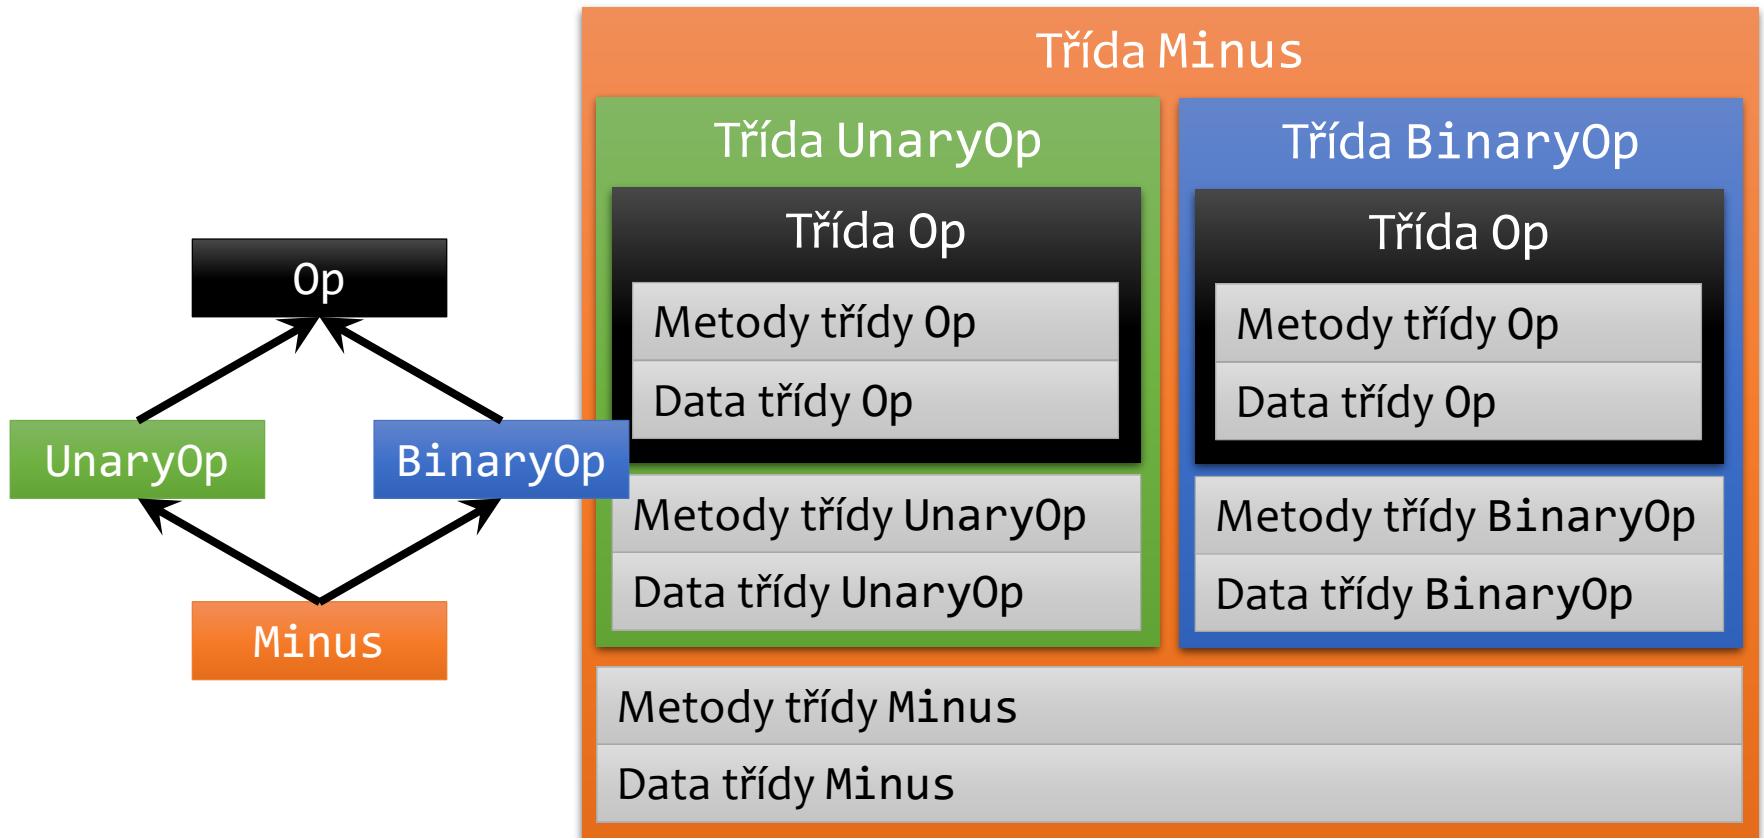 Op
UnaryOp
BinaryOp
Minus
Třída Minus
Třída UnaryOp
Třída Op
Metody třídy Op
Data třídy Op
Metody třídy UnaryOp
Data třídy UnaryOp
Třída BinaryOp
Třída Op
Metody třídy Op
Data třídy Op
Metody třídy BinaryOp
Data třídy BinaryOp
Metody třídy Minus
Data třídy Minus